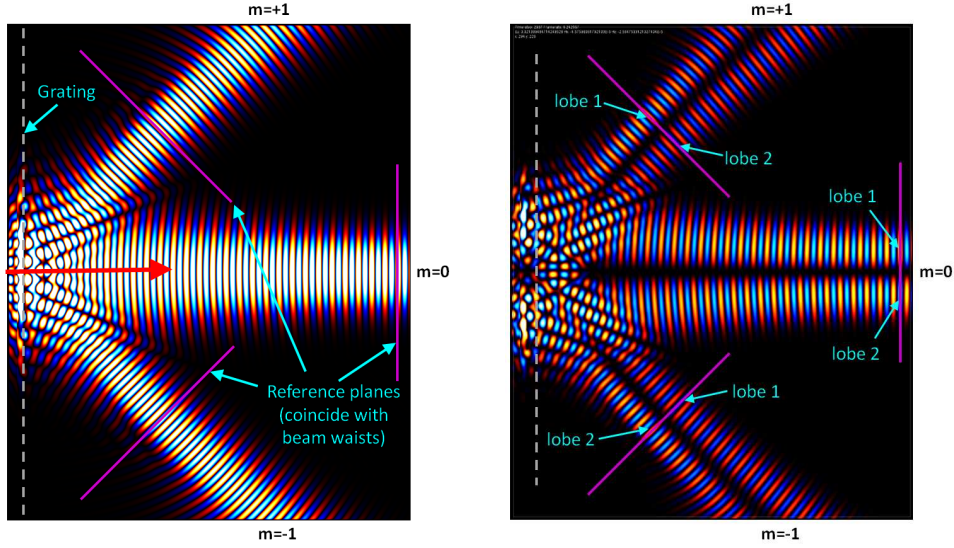 m=+1
Grating
m=0
Reference planes
(coincide with
beam waists)
m=-1
m=+1
lobe 1
lobe 2
lobe 1
m=0
lobe 2
lobe 1
lobe 2
m=-1